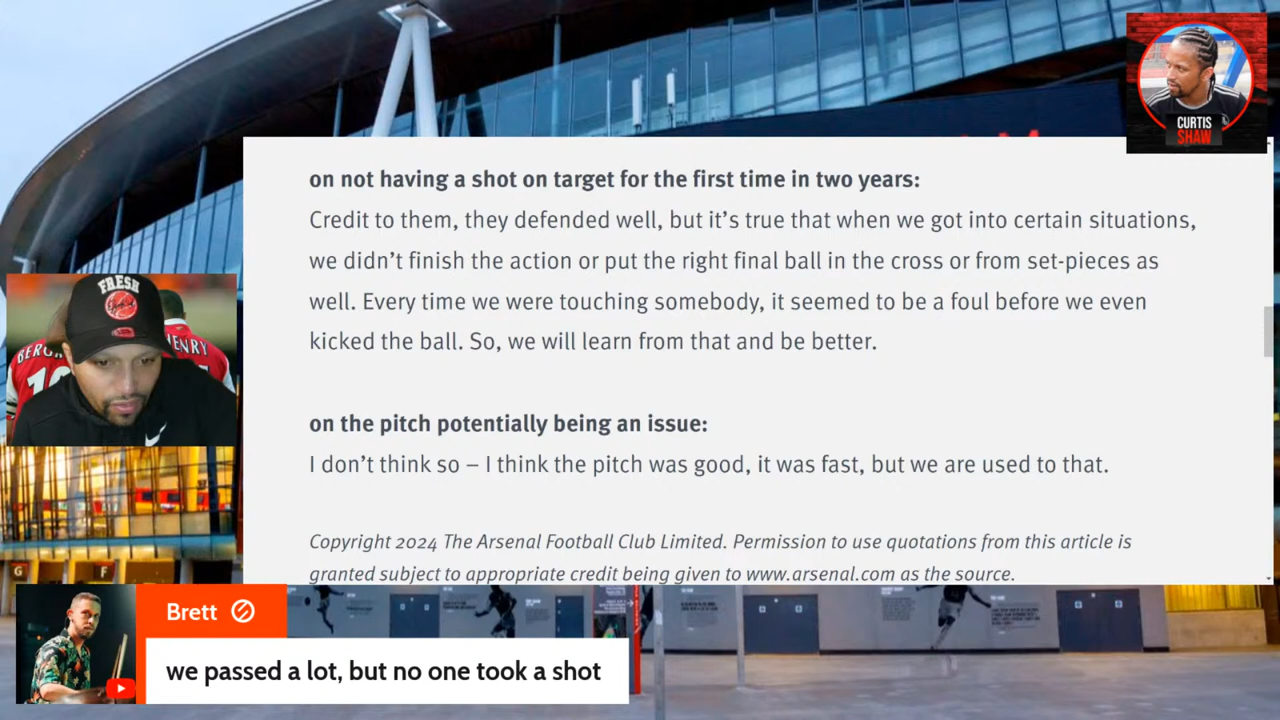 CURTIS
SHAW
on not having a shot on target for the first time in two years:
Credit to them, they defended well, but it’s true that when we got into certain situations,
we didn’t finish the action or put the right final ball in the cross or from set-pieces as
well. Every time we were touching somebody, it seemed to be a foul before we even
kicked the ball. So, we will learn from that and be better.
on the pitch potentially being an issue:
I don’t think so – I think the pitch was good, it was fast, but we are used to that.
Copyright 2024 The Arsenal Football Club Limited. Permission to use quotations from this article is
granted subject to appropriate credit being given to www.arsenal.com as the source.
FRESH
HENRY
G
F
Brett
we passed a lot, but no one took a shot